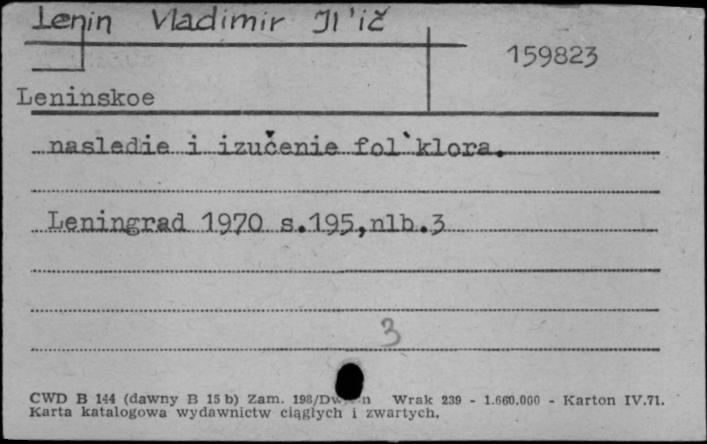 Lenin Vladimir Il'ič
159823
Leninskoe
nasledie i izučenie fol`klora.
Leningrad 1970 s.195,nlb.3
3
CWD B 144 (dawny B 15 b) Zam. 198/Dw Wrak 239 - 1.660.000 - Karton IV.71.
Karta katalogowa wydawnictw ciągłych i zwartych.